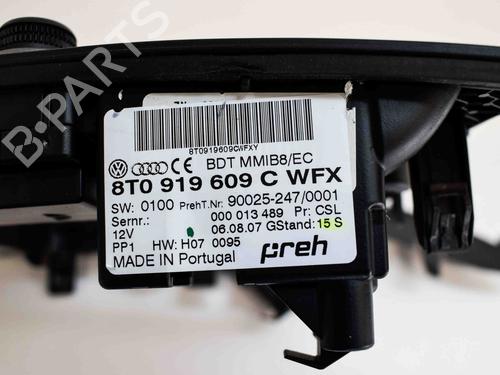 8T0919609CWFXY
CE BDT MMIB8/EC
8T0 919 609 C WFX
SW: 0100 PrehT.Nr: 90025-247/0001
Sernr.: 000 013 489 Pr: CSL
12V 06.08.07 GStand: 15 S
PP1 HW: H07 0095
MADE IN Portugal preh
B-PARTS